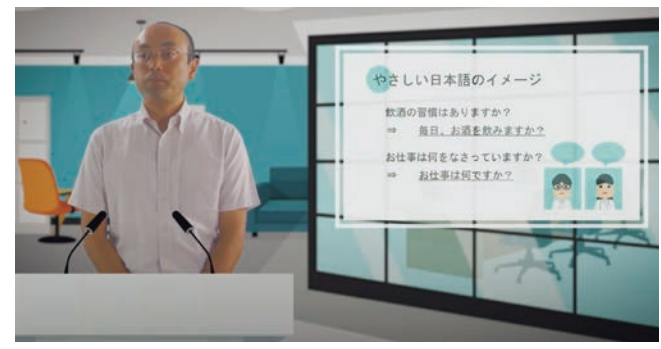 やさしい日本語のイメージ
飲酒の習慣はありますか?
⇒ 毎日、お酒を飲みますか?
お仕事は何をなさっていますか?
⇒ お仕事は何ですか?